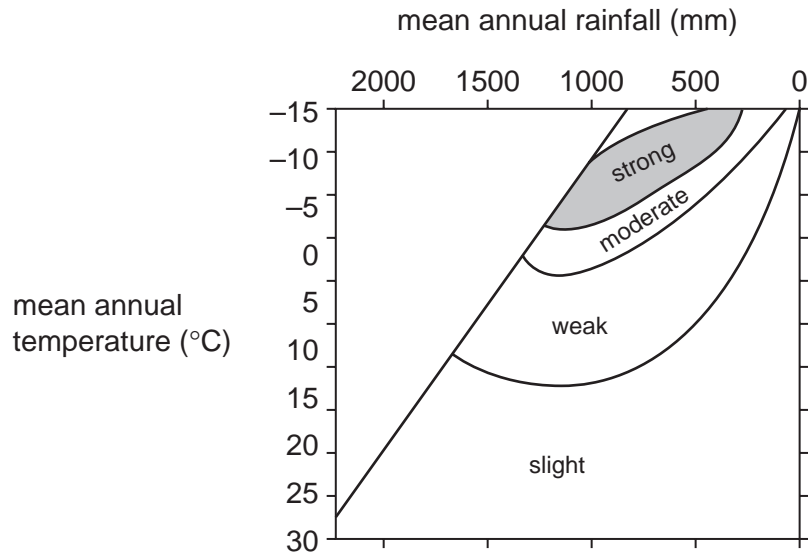 mean annual rainfall (mm)
2000 1500 1000 500 0
–15
–10
–5
0
5
10
15
20
25
30
mean annual
temperature (°C)
strong
moderate
weak
slight